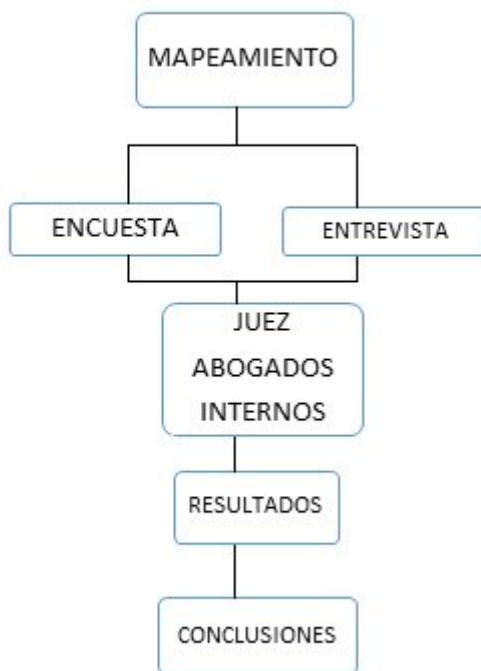 MAPEAMIENTO
ENCUESTA
ENTREVISTA
JUEZ
ABOGADOS
INTERNOS
RESULTADOS
CONCLUSIONES